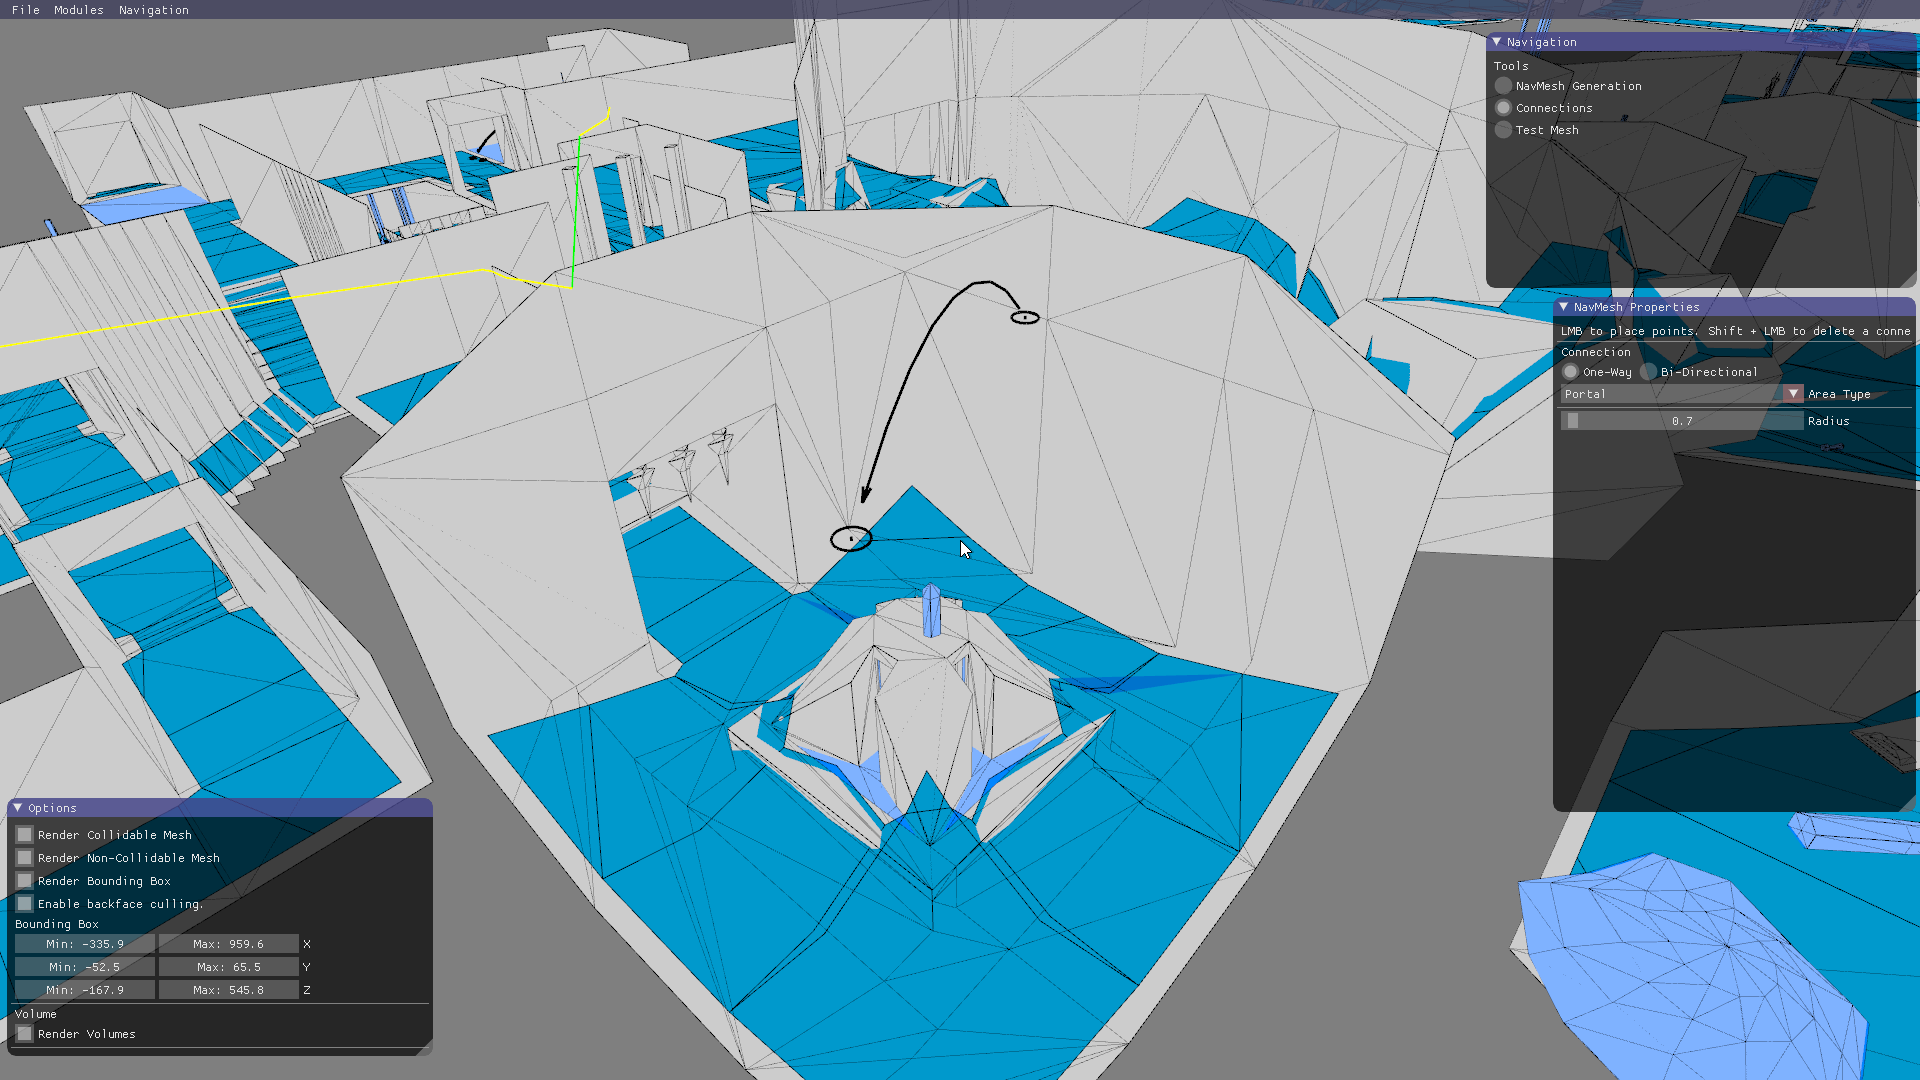 File Modules Navigation
Navigation
Tools
NavMesh Generation
Connections
Test Mesh
NavMesh Properties
LMB to place points. Shift + LMB to delete a conne
Connection
One-Way Bi-Directional
Portal Area Type
0.7 Radius
Options
Render Collidable Mesh
Render Non-Collidable Mesh
Render Bounding Box
Enable backface culling.
Bounding Box
Min: -335.9 Max: 959.6 X
Min: -52.5 Max: 65.5 Y
Min: -167.9 Max: 545.8 Z
Volume
Render Volumes